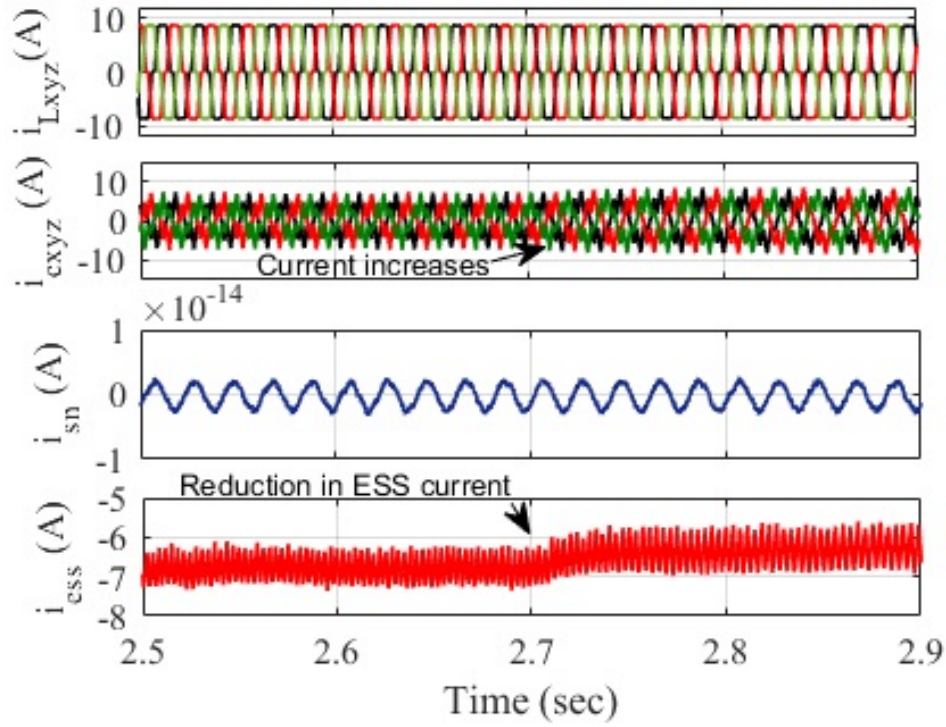 i_Lxyz (A)
10
0
-10
i_cxyz (A)
10
0
-10
Current increases
×10^-14
i_sn (A)
1
0
-1
Reduction in ESS current
i_ess (A)
-5
-6
-7
-8
2.5 2.6 2.7 2.8 2.9
Time (sec)